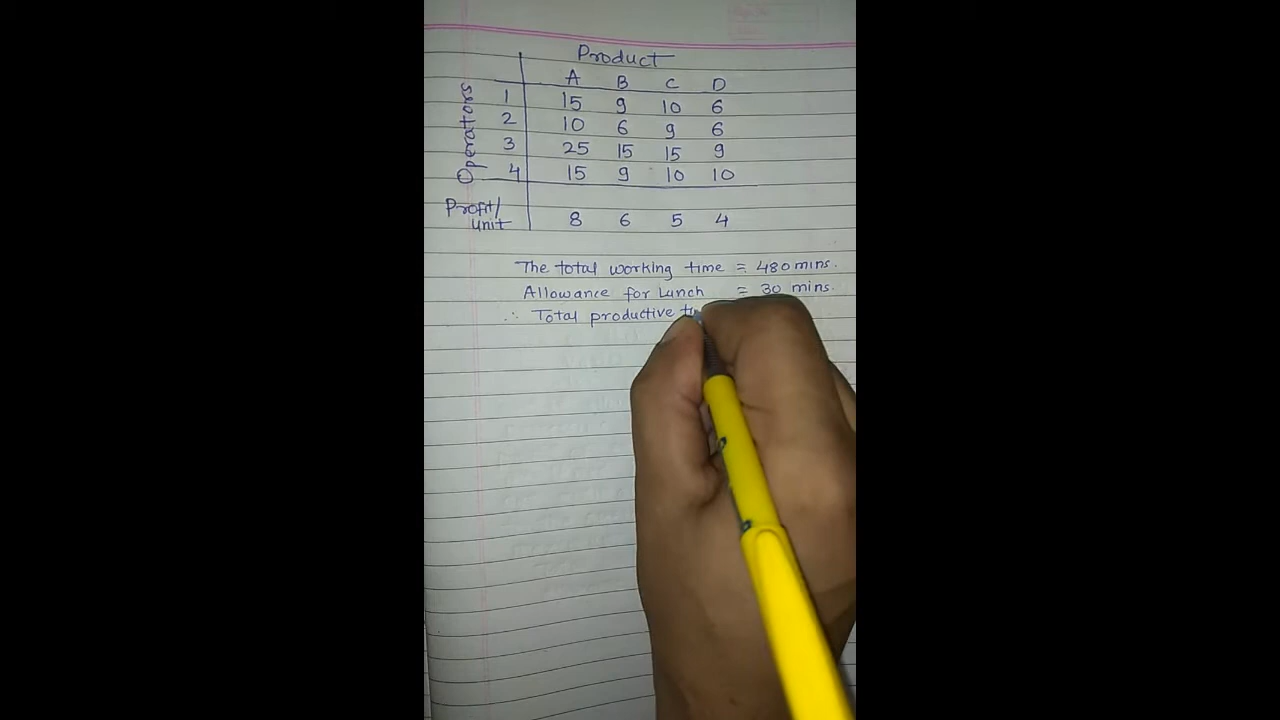 Product
A B C D
Operators
1 15 9 10 6
2 10 6 9 6
3 25 15 15 9
4 15 9 10 10
Profit/
unit 8 6 5 4
The total working time = 480 mins.
Allowance for Lunch = 30 mins.
∴ Total productive